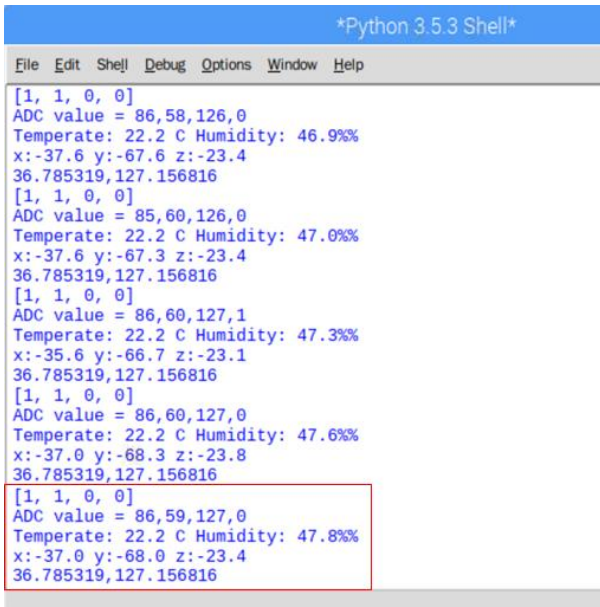 *Python 3.5.3 Shell*
File Edit Shell Debug Options Window Help
[1, 1, 0, 0]
ADC value = 86,58,126,0
Temperate: 22.2 C Humidity: 46.9%%
x:-37.6 y:-67.6 z:-23.4
36.785319,127.156816
[1, 1, 0, 0]
ADC value = 85,60,126,0
Temperate: 22.2 C Humidity: 47.0%%
x:-37.6 y:-67.3 z:-23.4
36.785319,127.156816
[1, 1, 0, 0]
ADC value = 86,60,127,1
Temperate: 22.2 C Humidity: 47.3%%
x:-35.6 y:-66.7 z:-23.1
36.785319,127.156816
[1, 1, 0, 0]
ADC value = 86,60,127,0
Temperate: 22.2 C Humidity: 47.6%%
x:-37.0 y:-68.3 z:-23.8
36.785319,127.156816
[1, 1, 0, 0]
ADC value = 86,59,127,0
Temperate: 22.2 C Humidity: 47.8%%
x:-37.0 y:-68.0 z:-23.4
36.785319,127.156816